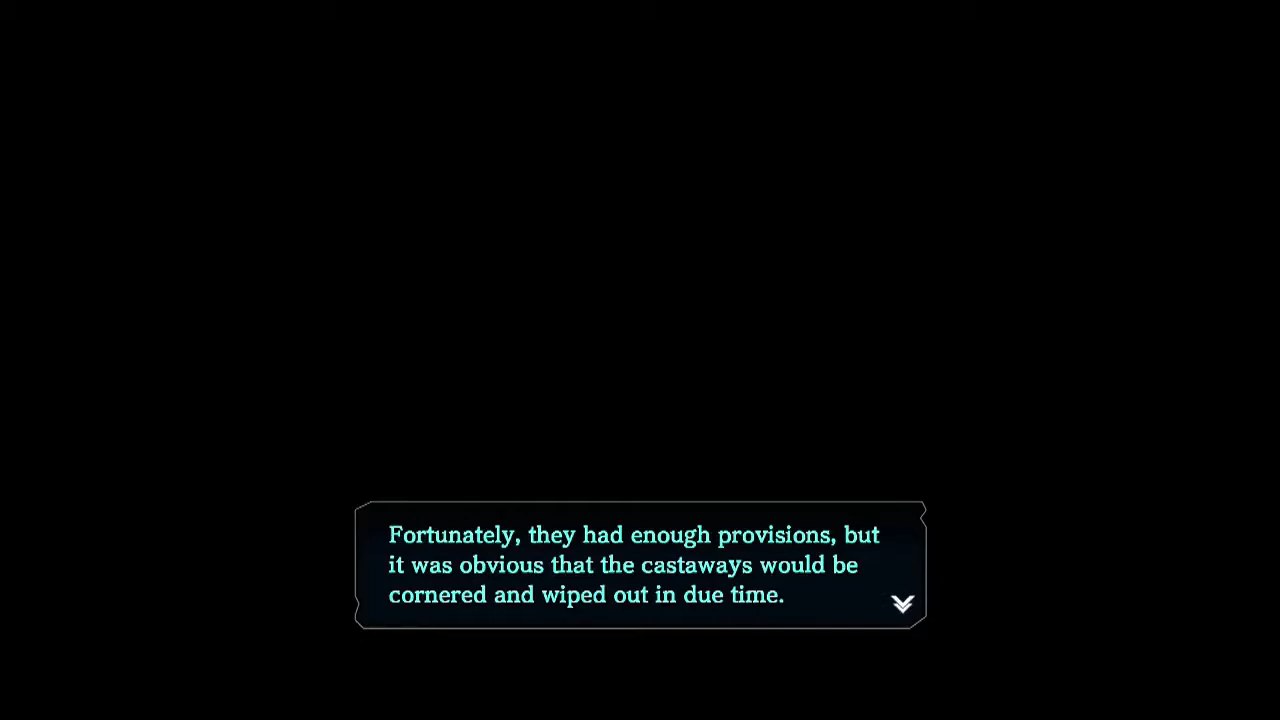 Fortunately, they had enough provisions, but
it was obvious that the castaways would be
cornered and wiped out in due time.